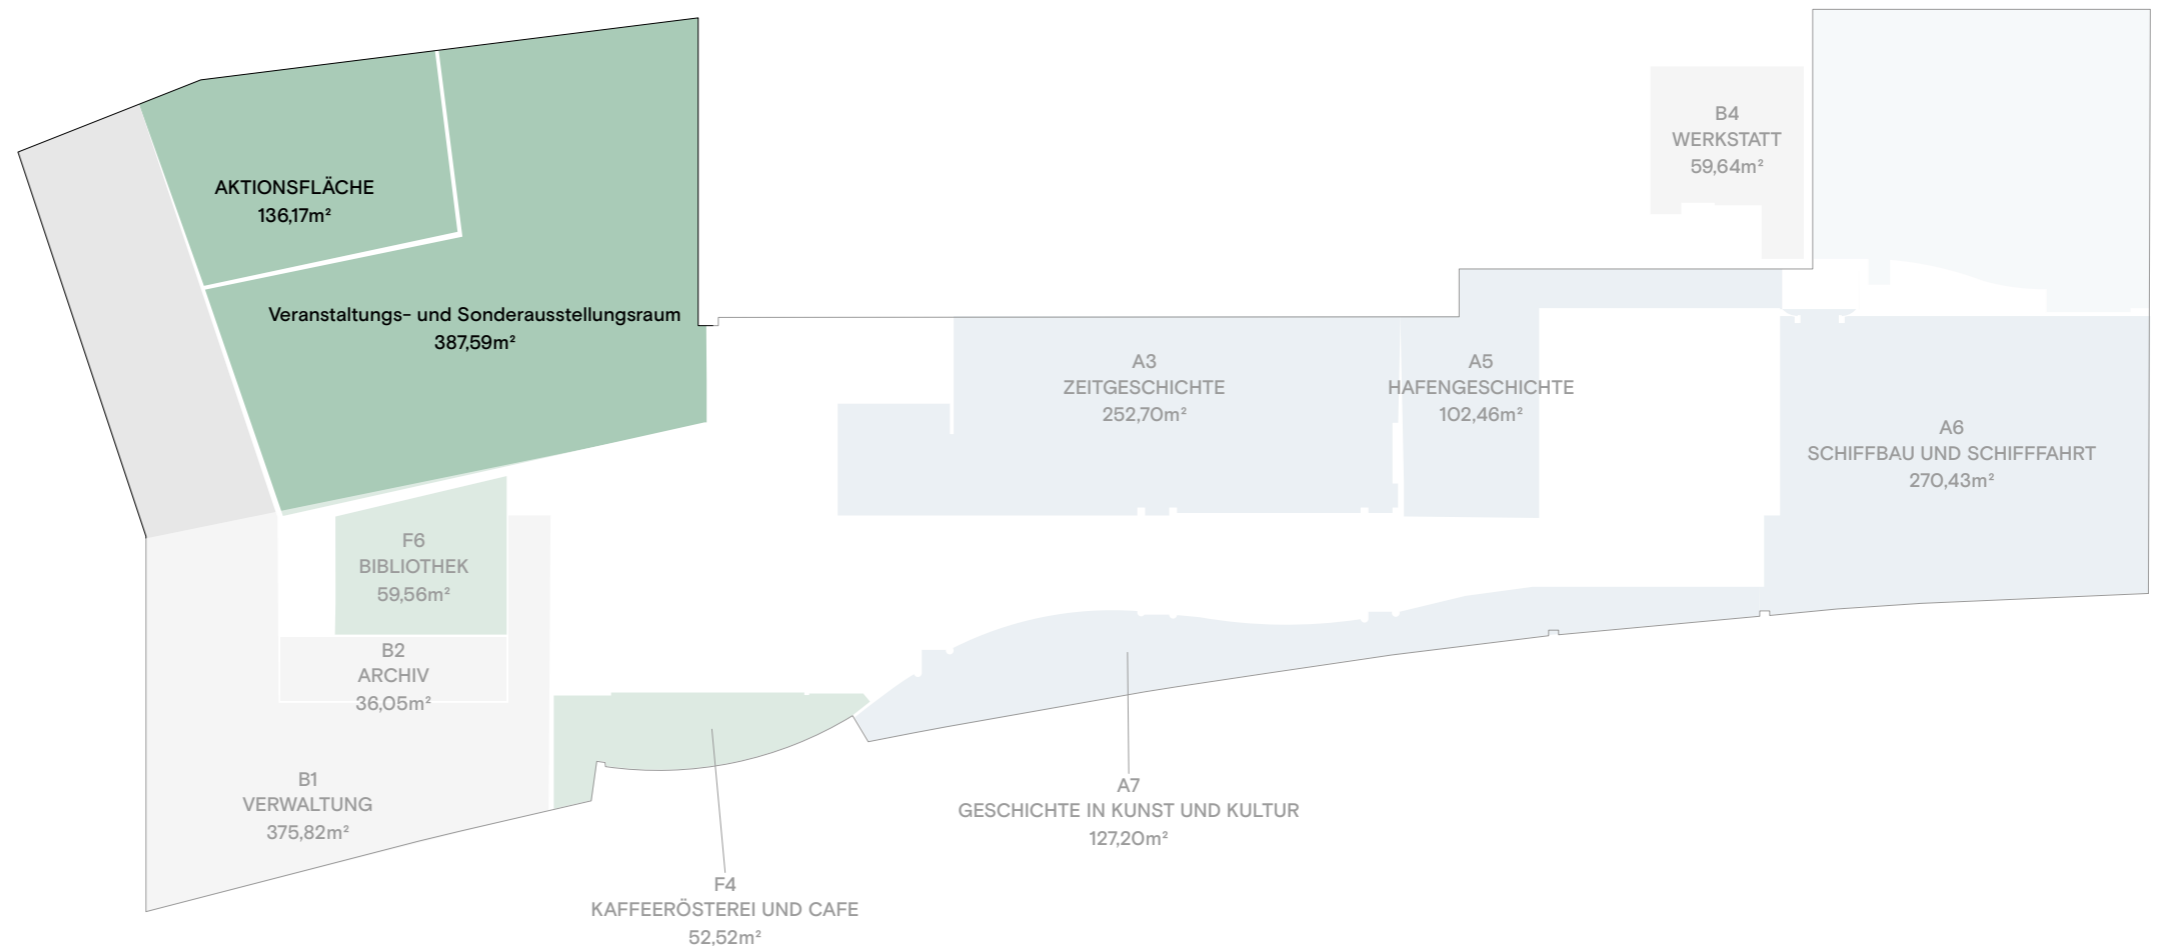 AKTIONSFLÄCHE
136,17m²
Veranstaltungs- und Sonderausstellungsraum
387,59m²
B4
WERKSTATT
59,64m²
A3
ZEITGESCHICHTE
252,70m²
A5
HAFENGESCHICHTE
102,46m²
A6
SCHIFFBAU UND SCHIFFFAHRT
270,43m²
F6
BIBLIOTHEK
59,56m²
B2
ARCHIV
36,05m²
B1
VERWALTUNG
375,82m²
A7
GESCHICHTE IN KUNST UND KULTUR
127,20m²
F4
KAFFEERÖSTEREI UND CAFE
52,52m²